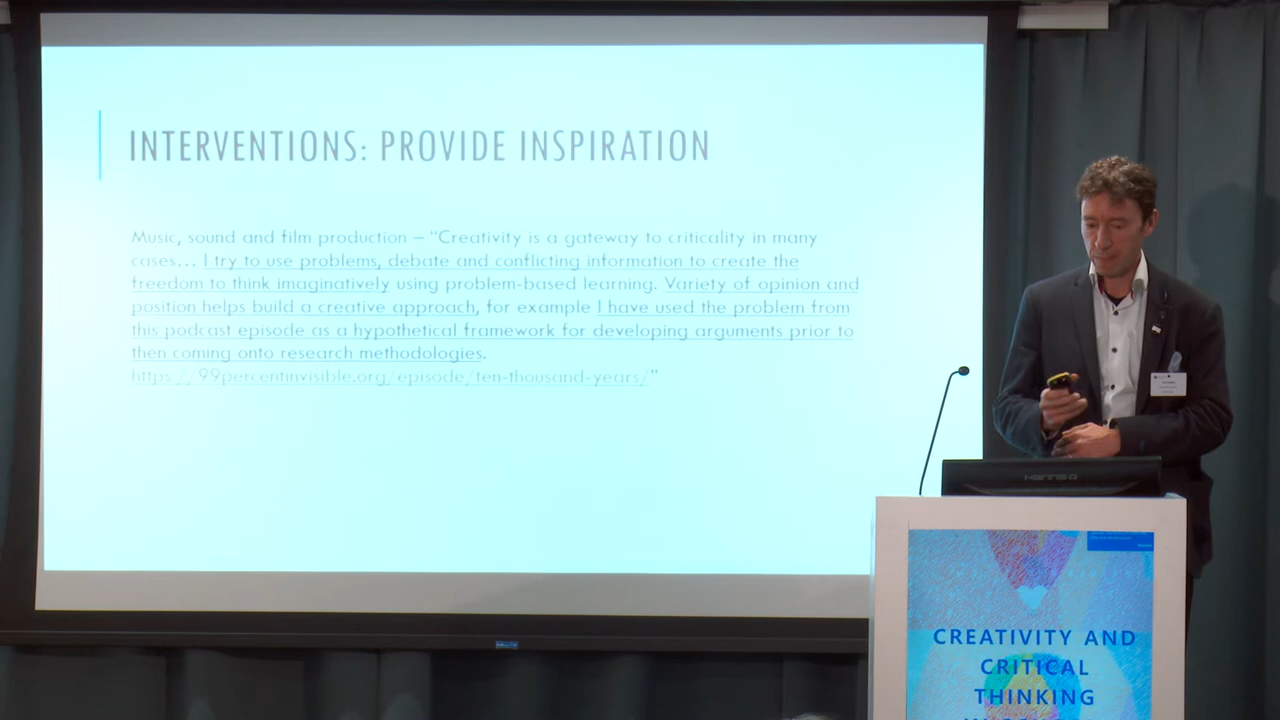 INTERVENTIONS: PROVIDE INSPIRATION
Music, sound and film production – “Creativity is a gateway to criticality in many
cases… I try to use problems, debate and conflicting information to create the
freedom to think imaginatively using problem-based learning. Variety of opinion and
position helps build a creative approach, for example I have used the problem from
this podcast episode as a hypothetical framework for developing arguments prior to
then coming onto research methodologies.
https://99percentinvisible.org/episode/ten-thousand-years/”
HANNS G
CREATIVITY AND
CRITICAL
THINKING